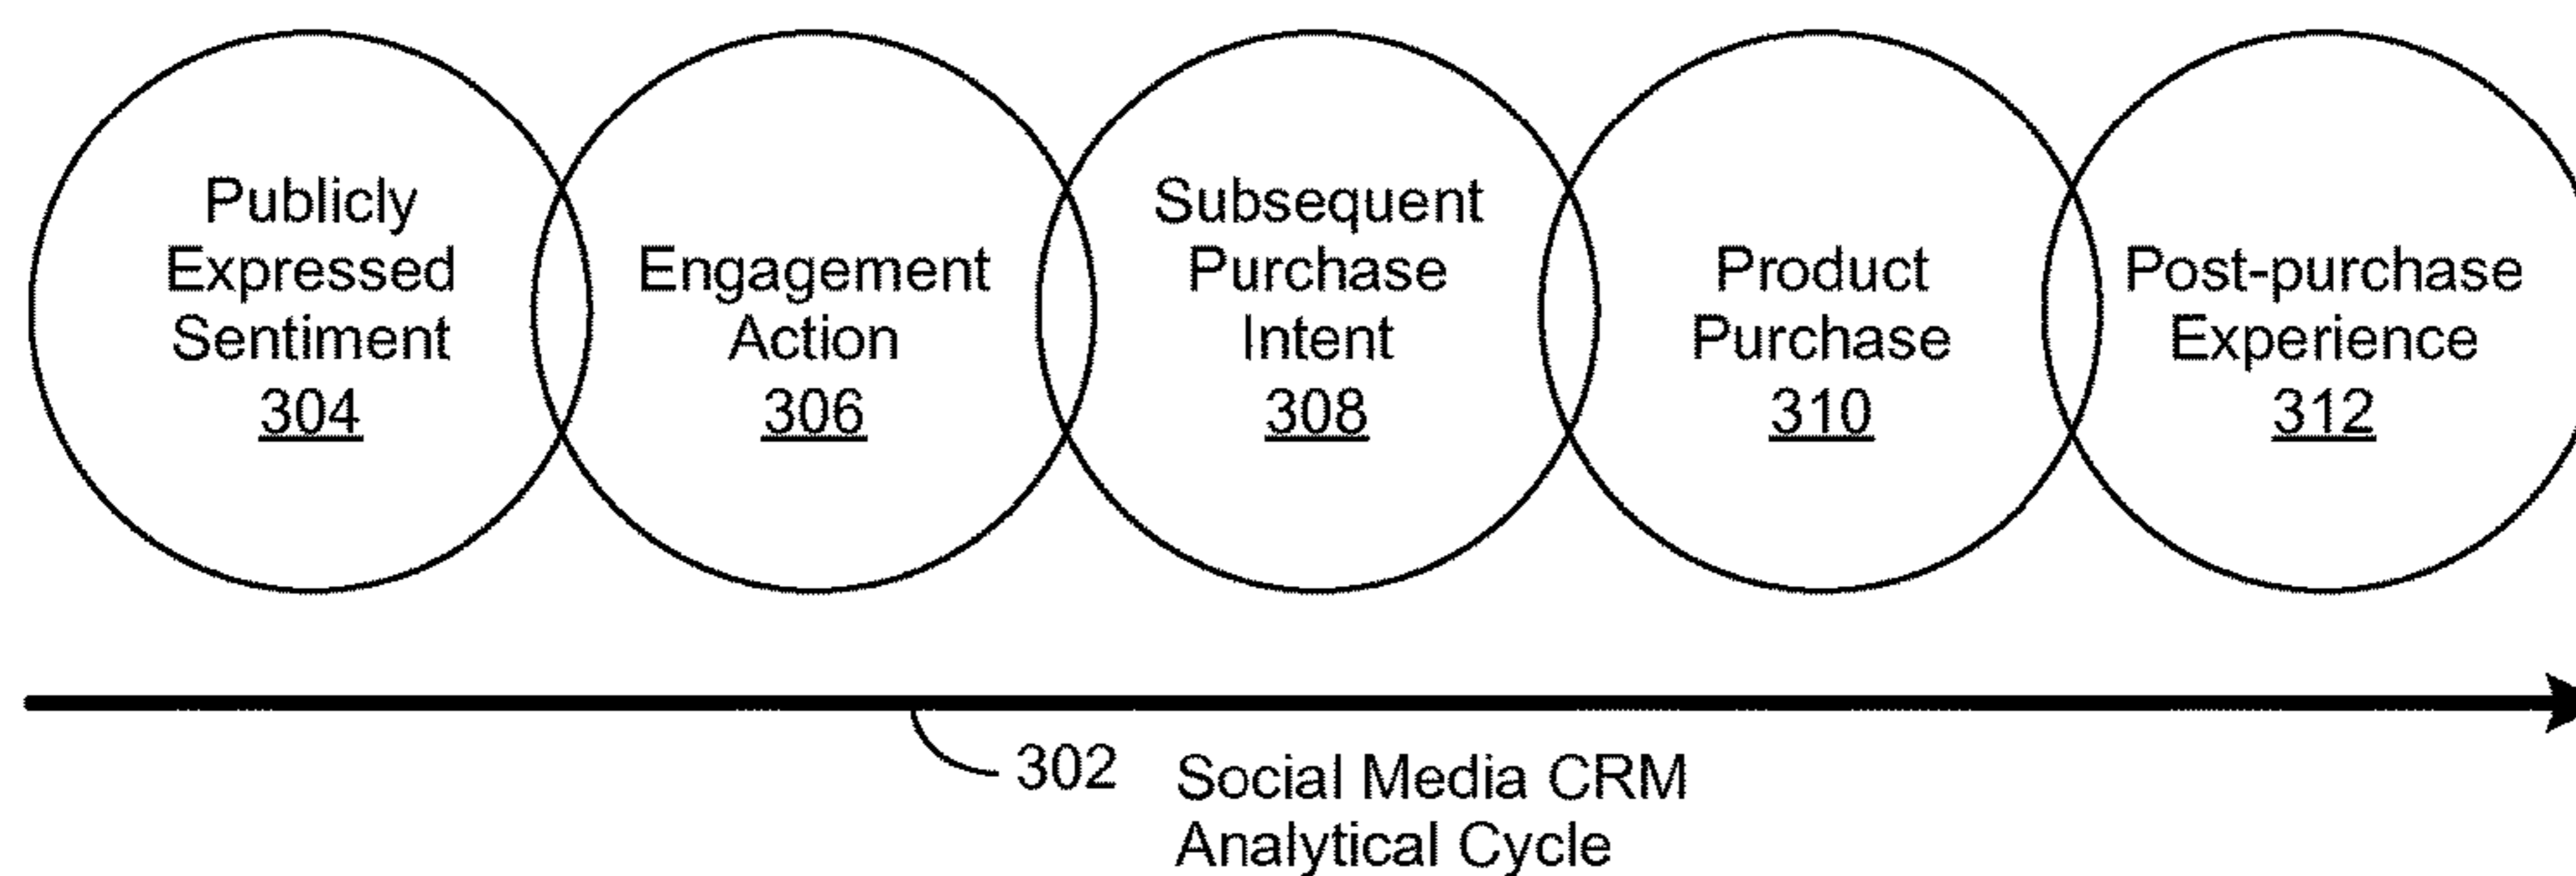 Publicly
Expressed
Sentiment
304
Engagement
Action
306
Subsequent
Purchase
Intent
308
Product
Purchase
310
Post-purchase
Experience
312
302
Social Media CRM
Analytical Cycle